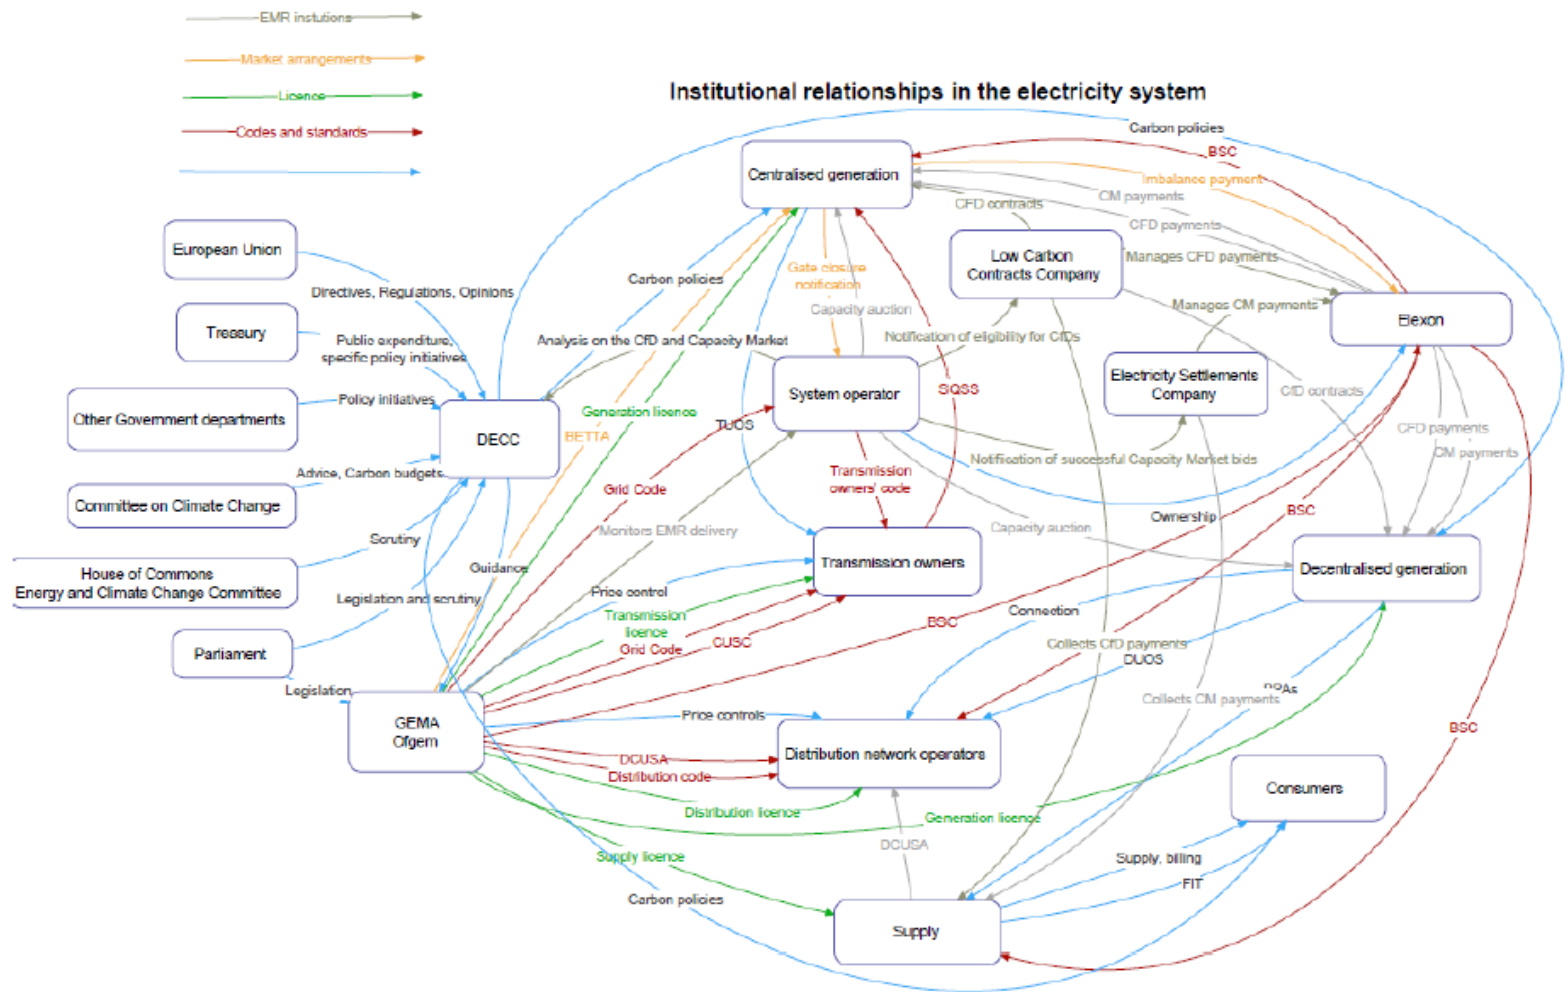 EMR instutions
Market arrangements
Licence
Codes and standards
Institutional relationships in the electricity system
Carbon policies
BSC
Centralised generation
Imbalance payment
CM payments
CFD contracts
CFD payments
European Union
Low Carbon
Contracts Company
Manages CFD payments
Gate closure
notification
Carbon policies
Directives, Regulations, Opinions
Manages CM payments
Capacity auction
Elexon
Treasury
Public expenditure,
specific policy initiatives
Analysis on the CfD and Capacity Market
Notification of eligibility for CfDs
Electricity Settlements
Company
System operator
SQSS
CfD contracts
Policy initiatives
Other Government departments
Generation licence
DECC
BETTA
TUOS
CFD payments
CM payments
Notification of successful Capacity Market bids
Advice, Carbon budgets
Transmission
owners' code
Grid Code
Committee on Climate Change
BSC
Ownership
Monitors EMR delivery
Capacity auction
Scrutiny
Transmission owners
Decentralised generation
House of Commons
Energy and Climate Change Committee
Guidance
Price control
Legislation and scrutiny
Connection
Transmission
licence
BSC
Grid Code
CUSC
Collects CfD payments
Parliament
DUOS
Legislation
PPAs
Collects CM payments
GEMA
Ofgem
Price controls
BSC
Distribution network operators
DCUSA
Distribution code
Consumers
Distribution licence
Generation licence
DCUSA
Supply licence
Supply, billing
FIT
Carbon policies
Supply